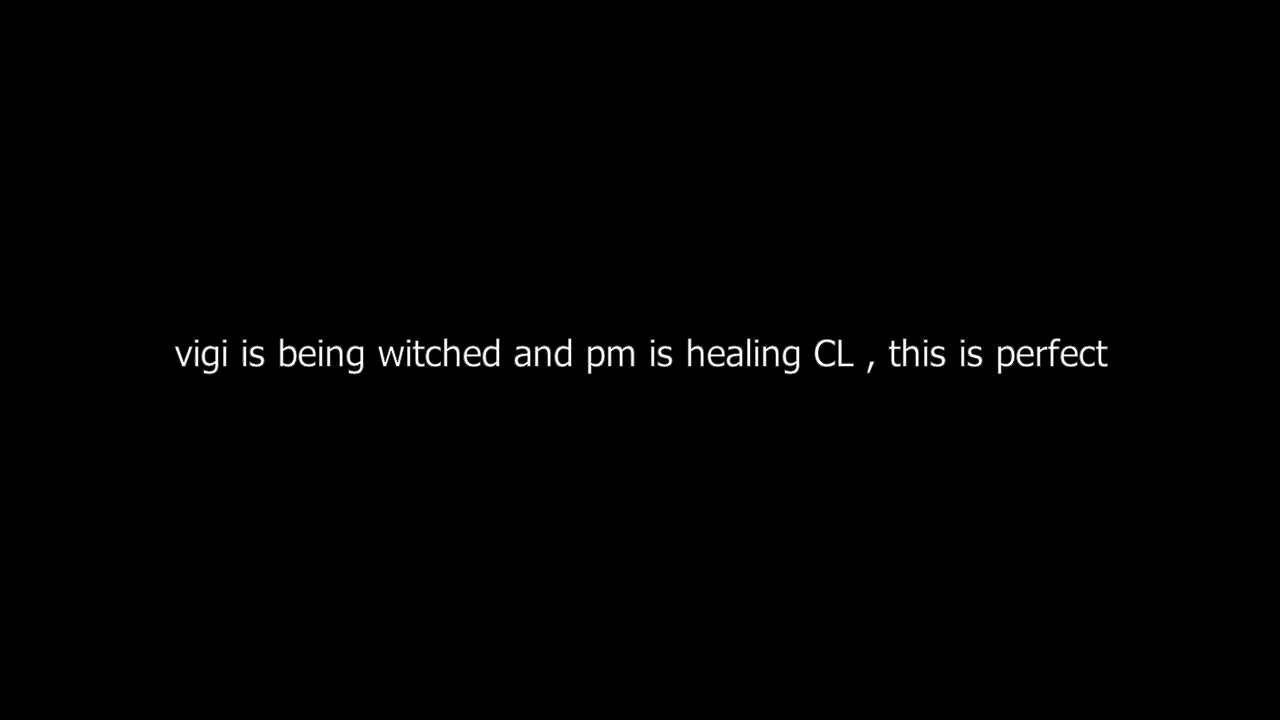 vigi is being witched and pm is healing CL , this is perfect